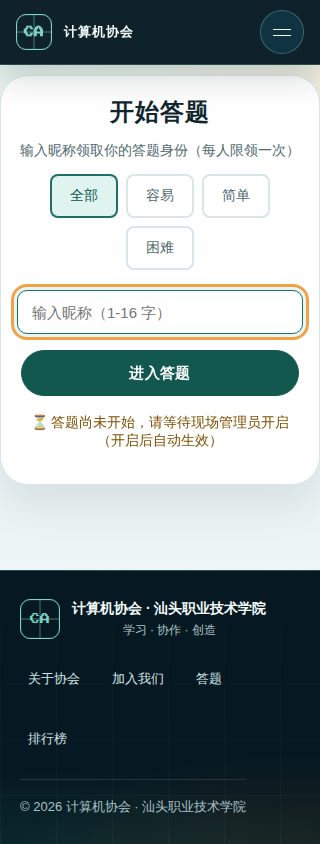 CA 计算机协会
开始答题
输入昵称领取你的答题身份（每人限领一次）
全部 容易 简单
困难
输入昵称（1-16 字）
进入答题
⏳ 答题尚未开始，请等待现场管理员开启
（开启后自动生效）
CA 计算机协会 · 汕头职业技术学院
学习 · 协作 · 创造
关于协会 加入我们 答题
排行榜
© 2026 计算机协会 · 汕头职业技术学院